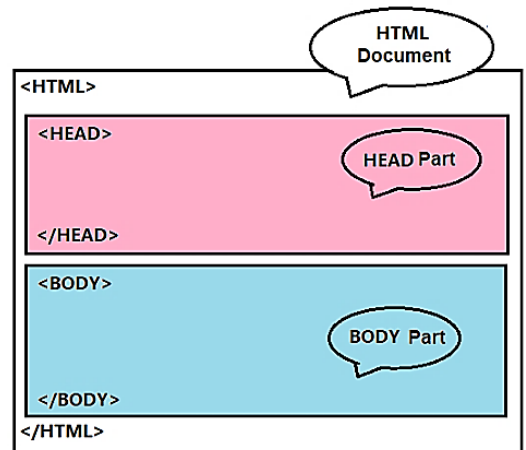 HTML
Document
<HTML>
<HEAD>
HEAD Part
</HEAD>
<BODY>
BODY Part
</BODY>
</HTML>